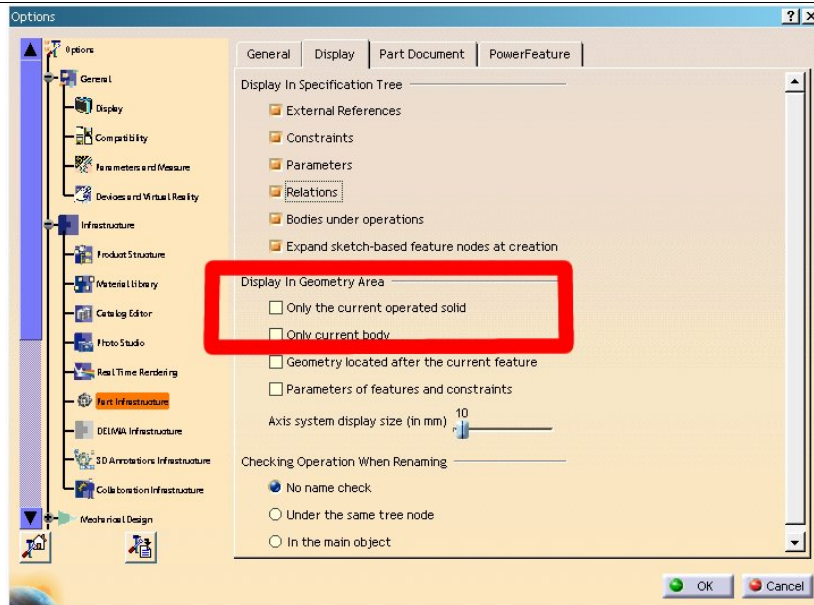 Options
Options
General
Display
Compatibility
Parameters and Measure
Devices and Virtual Reality
Infrastructure
Product Structure
Material Library
Catalog Editor
Photo Studio
Real Time Rendering
Part Infrastructure
DELMIA Infrastructure
3D Annotations Infrastructure
Collaboration Infrastructure
Mechanical Design
General Display Part Document PowerFeature
Display In Specification Tree
External References
Constraints
Parameters
Relations
Bodies under operations
Expand sketch-based feature nodes at creation
Display In Geometry Area
Only the current operated solid
Only current body
Geometry located after the current feature
Parameters of features and constraints
Axis system display size (in mm) 10
Checking Operation When Renaming
No name check
Under the same tree node
In the main object
OK Cancel